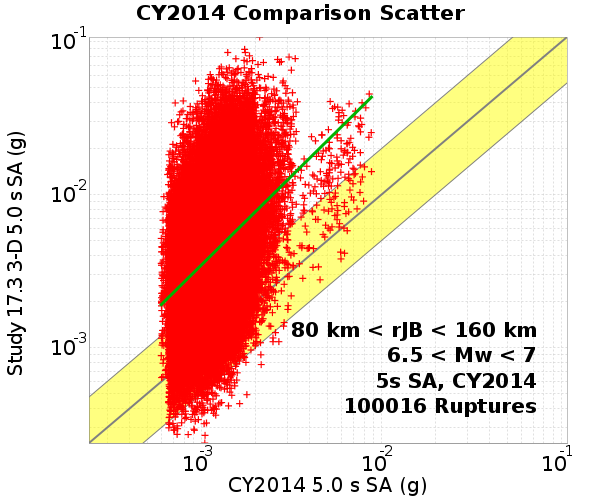 CY2014 Comparison Scatter
Study 17.3 3-D 5.0 s SA (g)
10-1
10-2
10-3
80 km < rJB < 160 km
6.5 < Mw < 7
5s SA, CY2014
100016 Ruptures
10-3 10-2 10-1
CY2014 5.0 s SA (g)